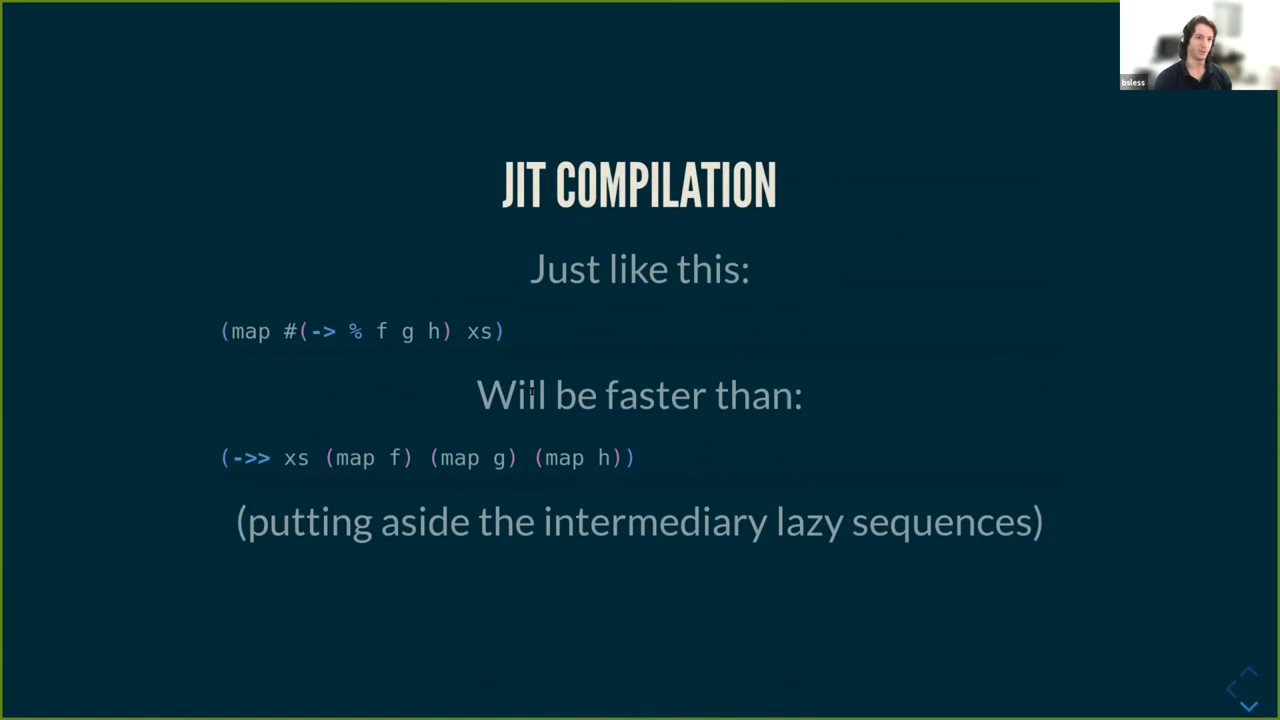 bsless
JIT COMPILATION
Just like this:
(map #(-> % f g h) xs)
Will be faster than:
(->> xs (map f) (map g) (map h))
(putting aside the intermediary lazy sequences)